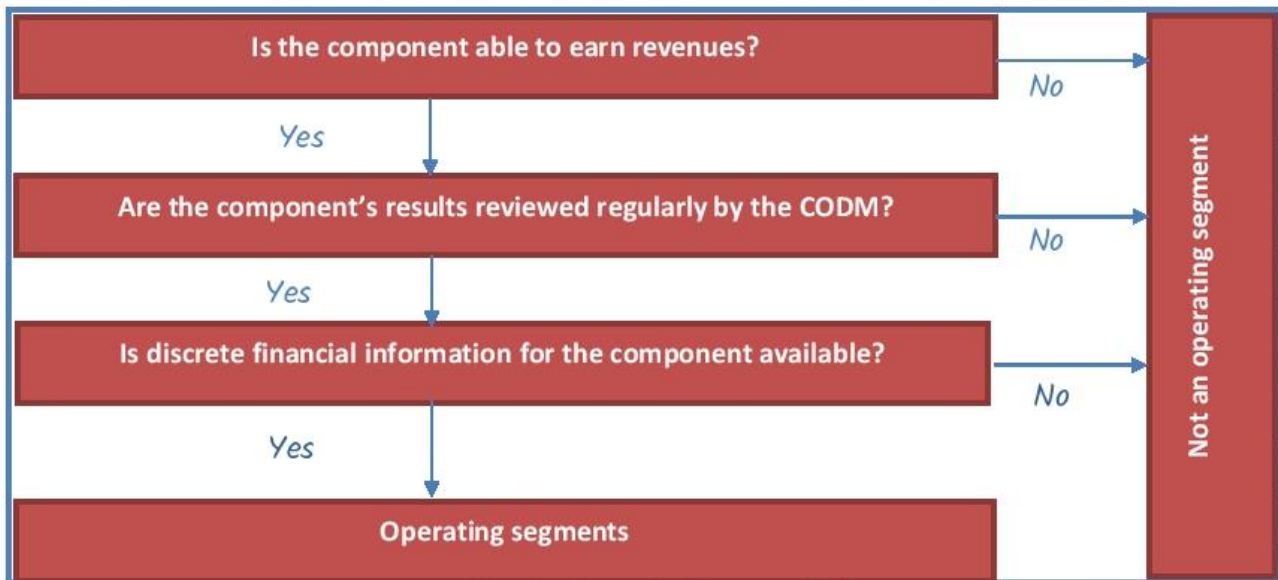 Is the component able to earn revenues?
No
Yes
Are the component’s results reviewed regularly by the CODM?
No
Yes
Is discrete financial information for the component available?
No
Yes
Operating segments
Not an operating segment